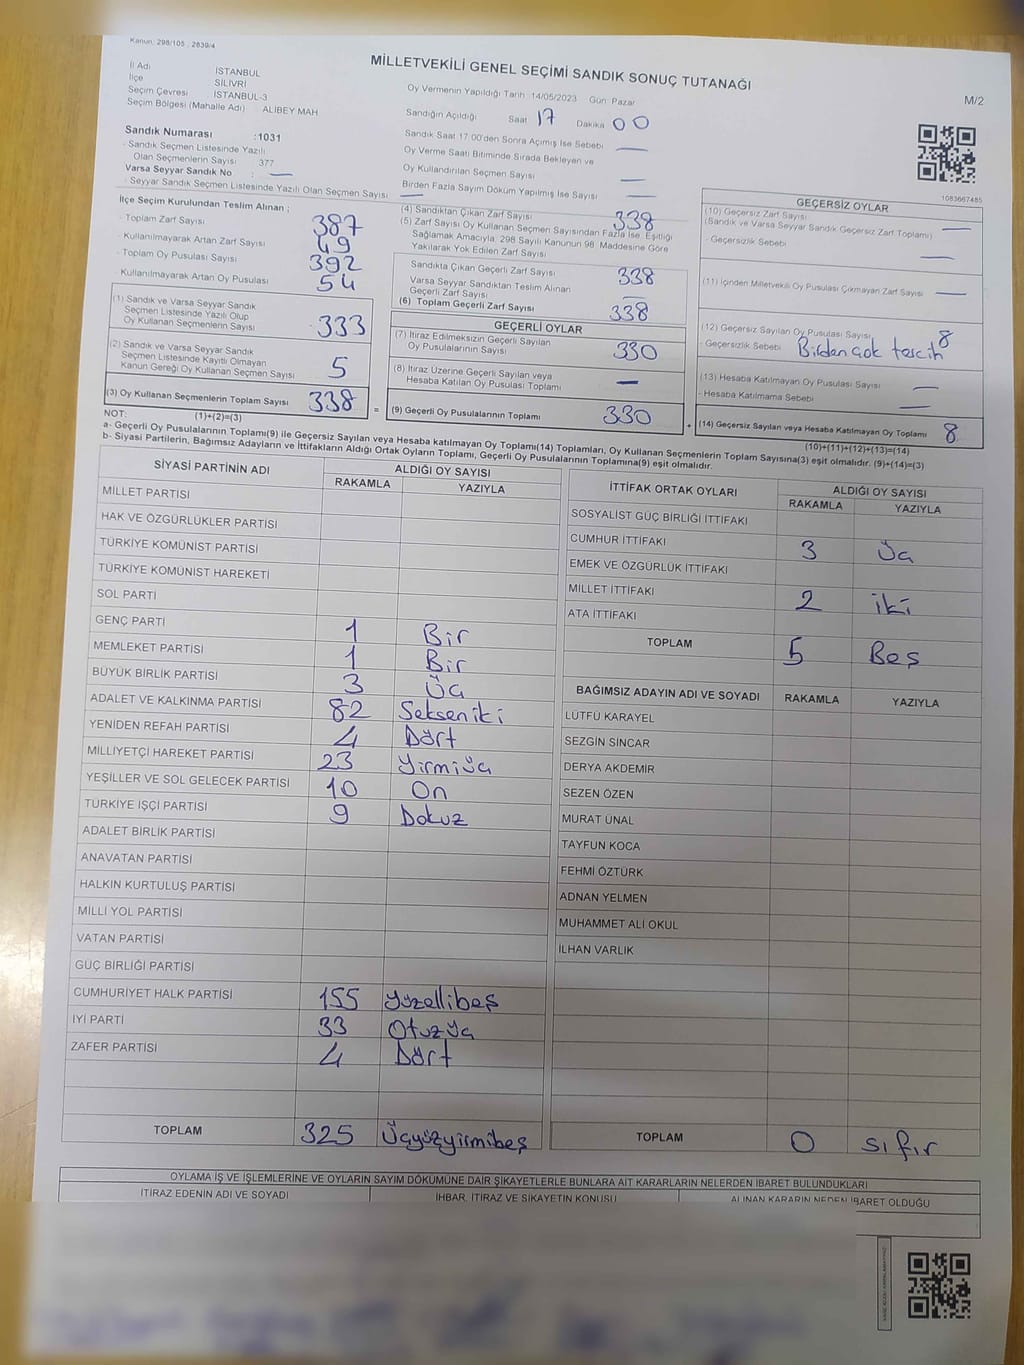 Kanun: 298/105 , 2839/4
MİLLETVEKİLİ GENEL SEÇİMİ SANDIK SONUÇ TUTANAĞI
M/2
İl Adı İSTANBUL
İlçe SİLİVRİ
Seçim Çevresi İSTANBUL-3
Seçim Bölgesi (Mahalle Adı) ALİBEY MAH
Sandık Numarası :1031
- Sandık Seçmen Listesinde Yazılı
Olan Seçmenlerin Sayısı 377
Varsa Seyyar Sandık No : —
- Seyyar Sandık Seçmen Listesinde Yazılı Olan Seçmen Sayısı —
Oy Vermenin Yapıldığı Tarih :14/05/2023 Gün: Pazar
Sandığın Açıldığı Saat 17 Dakika 00
Sandık Saat 17:00'den Sonra Açımış İse Sebebi —
Oy Verme Saati Bitiminde Sırada Bekleyen ve
Oy Kullandırılan Seçmen Sayısı —
Birden Fazla Sayım Döküm Yapılmış İse Sayısı —
1083667485
İlçe Seçim Kurulundan Teslim Alınan ;
- Toplam Zarf Sayısı 387
- Kullanılmayarak Artan Zarf Sayısı 49
- Toplam Oy Pusulası Sayısı 392
- Kullanılmayarak Artan Oy Pusulası 54
(1) Sandık ve Varsa Seyyar Sandık
Seçmen Listesinde Yazılı Olup
Oy Kullanan Seçmenlerin Sayısı 333
(2) Sandık ve Varsa Seyyar Sandık
Seçmen Listesinde Kayıtlı Olmayan
Kanun Gereği Oy Kullanan Seçmen Sayısı 5
(3) Oy Kullanan Seçmenlerin Toplam Sayısı 338
(1)+(2)=(3)
(4) Sandıktan Çıkan Zarf Sayısı 338
(5) Zarf Sayısı Oy Kullanan Seçmen Sayısından Fazla İse, Eşitliği
Sağlamak Amacıyla, 298 Sayılı Kanunun 98. Maddesine Göre
Yakılarak Yok Edilen Zarf Sayısı
Sandıkta Çıkan Geçerli Zarf Sayısı 338
Varsa Seyyar Sandıktan Teslim Alınan
Geçerli Zarf Sayısı —
(6) Toplam Geçerli Zarf Sayısı 338
GEÇERLİ OYLAR
(7) İtiraz Edilmeksizin Geçerli Sayılan
Oy Pusulalarının Sayısı 330
(8) İtiraz Üzerine Geçerli Sayılan veya
Hesaba Katılan Oy Pusulası Toplamı —
= (9) Geçerli Oy Pusulalarının Toplamı 330
GEÇERSİZ OYLAR
(10) Geçersiz Zarf Sayısı
(Sandık ve Varsa Seyyar Sandık Geçersiz Zarf Toplamı) —
- Geçersizlik Sebebi —
(11) İçinden Milletvekili Oy Pusulası Çıkmayan Zarf Sayısı —
(12) Geçersiz Sayılan Oy Pusulası Sayısı 8
- Geçersizlik Sebebi Birden çok tercih
(13) Hesaba Katılmayan Oy Pusulası Sayısı —
- Hesaba Katılmama Sebebi —
+ (14) Geçersiz Sayılan veya Hesaba Katılmayan Oy Toplamı 8
(10)+(11)+(12)+(13)=(14)
NOT:
a- Geçerli Oy Pusulalarının Toplamı(9) ile Geçersiz Sayılan veya Hesaba katılmayan Oy Toplamı(14) Toplamları, Oy Kullanan Seçmenlerin Toplam Sayısına(3) eşit olmalıdır. (9)+(14)=(3)
b- Siyasi Partilerin, Bağımsız Adayların ve İttifakların Aldığı Ortak Oyların Toplamı, Geçerli Oy Pusulalarının Toplamına(9) eşit olmalıdır.
SİYASİ PARTİNİN ADI ALDIĞI OY SAYISI
RAKAMLA YAZIYLA
MİLLET PARTİSİ
HAK VE ÖZGÜRLÜKLER PARTİSİ
TÜRKİYE KOMÜNİST PARTİSİ
TÜRKİYE KOMÜNİST HAREKETİ
SOL PARTİ
GENÇ PARTİ 1 Bir
MEMLEKET PARTİSİ 1 Bir
BÜYÜK BİRLİK PARTİSİ 3 Üç
ADALET VE KALKINMA PARTİSİ 82 Sekseniki
YENİDEN REFAH PARTİSİ 4 Dört
MİLLİYETÇİ HAREKET PARTİSİ 23 Yirmiüç
YEŞİLLER VE SOL GELECEK PARTİSİ 10 On
TÜRKİYE İŞÇİ PARTİSİ 9 Dokuz
ADALET BİRLİK PARTİSİ
ANAVATAN PARTİSİ
HALKIN KURTULUŞ PARTİSİ
MİLLİ YOL PARTİSİ
VATAN PARTİSİ
GÜÇ BİRLİĞİ PARTİSİ
CUMHURİYET HALK PARTİSİ 155 yüzellibeş
İYİ PARTİ 33 Otuzüç
ZAFER PARTİSİ 4 Dört
TOPLAM 325 Üçyüzyirmibeş
İTTİFAK ORTAK OYLARI ALDIĞI OY SAYISI
RAKAMLA YAZIYLA
SOSYALİST GÜÇ BİRLİĞİ İTTİFAKI
CUMHUR İTTİFAKI 3 Üç
EMEK VE ÖZGÜRLÜK İTTİFAKI
MİLLET İTTİFAKI 2 iki
ATA İTTİFAKI
TOPLAM 5 Beş
BAĞIMSIZ ADAYIN ADI VE SOYADI RAKAMLA YAZIYLA
LÜTFÜ KARAYEL
SEZGİN SİNCAR
DERYA AKDEMİR
SEZEN ÖZEN
MURAT ÜNAL
TAYFUN KOCA
FEHMİ ÖZTÜRK
ADNAN YELMEN
MUHAMMET ALİ OKUL
İLHAN VARLIK
TOPLAM 0 sıfır
OYLAMA İŞ VE İŞLEMLERİNE VE OYLARIN SAYIM DÖKÜMÜNE DAİR ŞİKAYETLERLE BUNLARA AİT KARARLARIN NELERDEN İBARET BULUNDUKLARI
İTİRAZ EDENİN ADI VE SOYADI İHBAR, İTİRAZ VE ŞİKAYETİN KONUSU ALINAN KARARIN NEDEN İBARET OLDUĞU